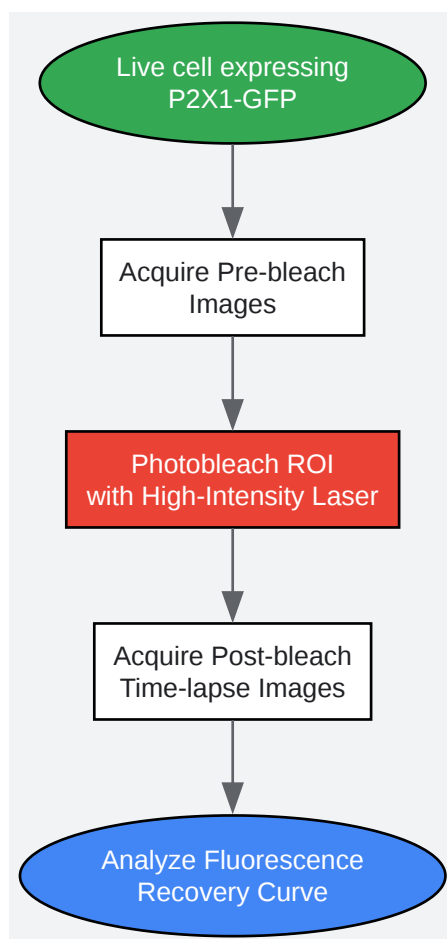 Live cell expressing
P2X1-GFP
Acquire Pre-bleach
Images
Photobleach ROI
with High-Intensity Laser
Acquire Post-bleach
Time-lapse Images
Analyze Fluorescence
Recovery Curve